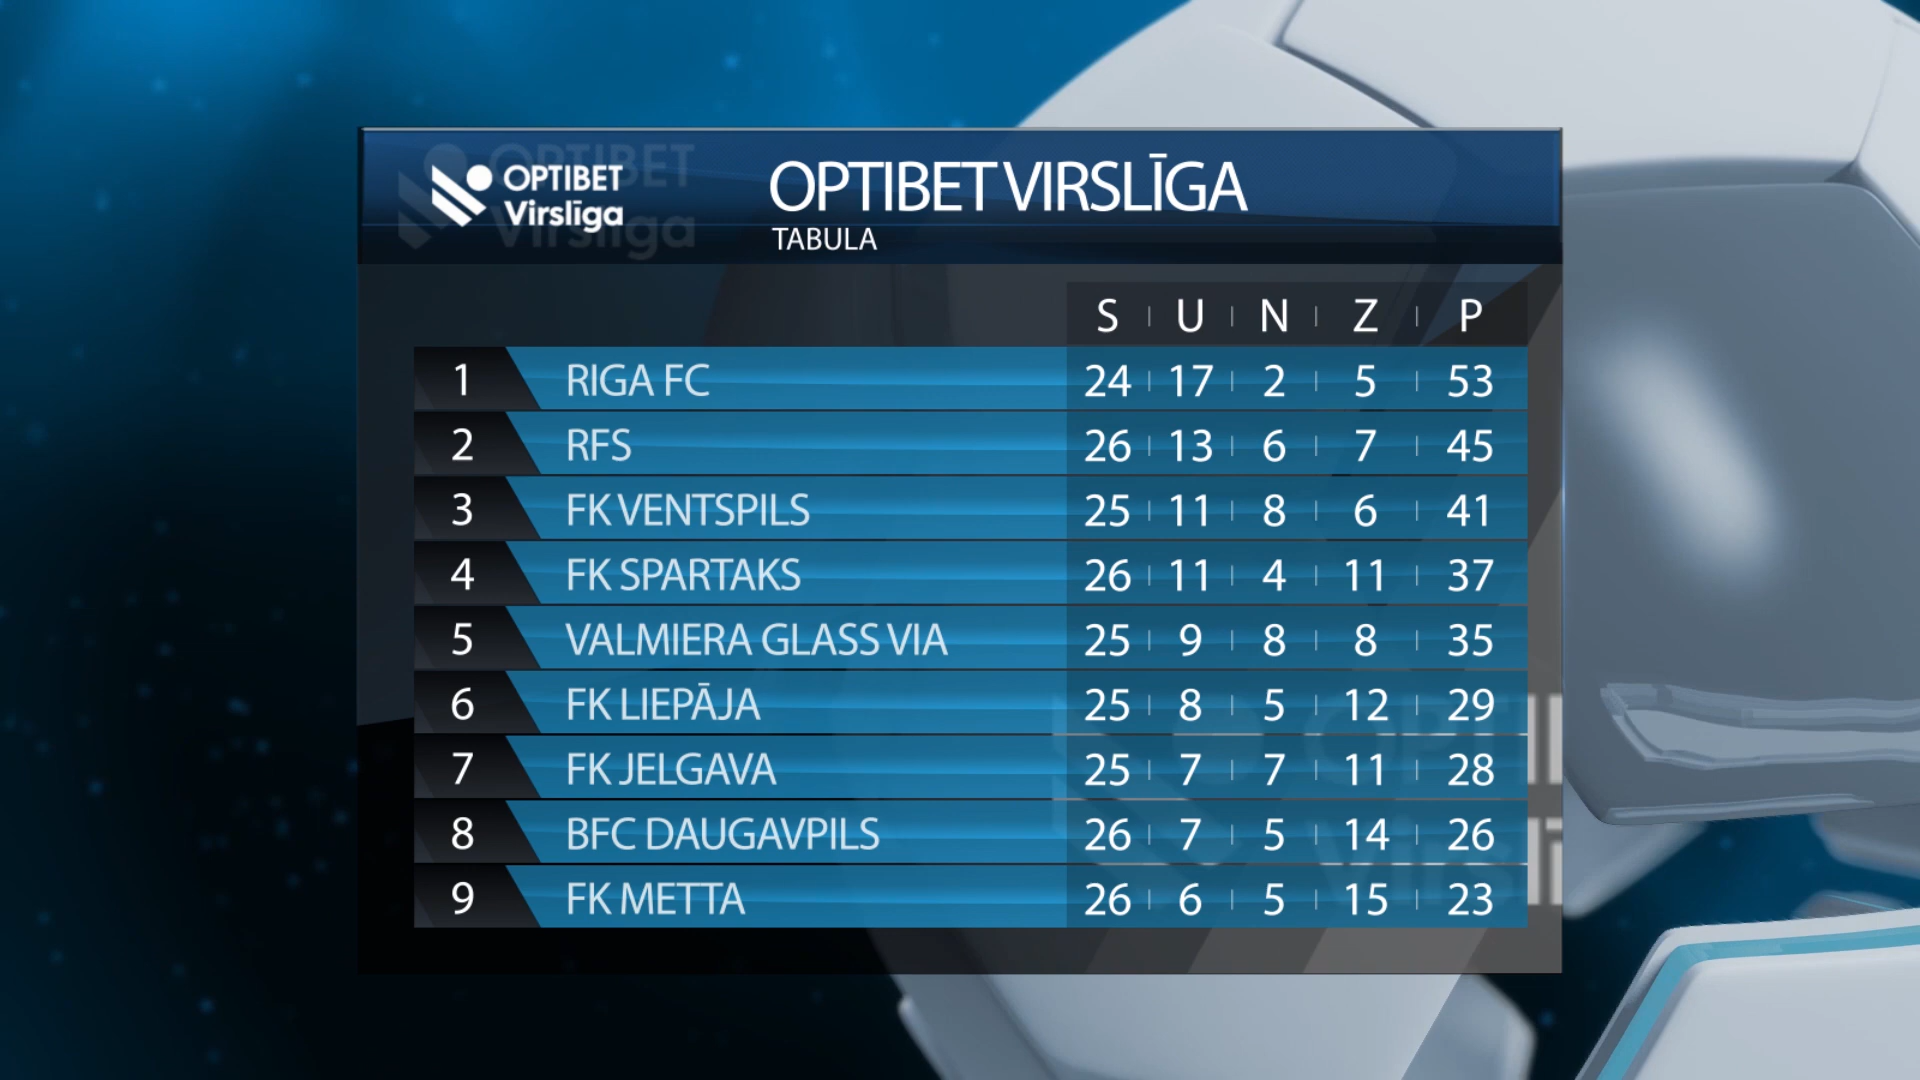 OPTIBET
Virslīga
OPTIBET VIRSLĪGA
TABULA
S U N Z P
1 RIGA FC 24 17 2 5 53
2 RFS 26 13 6 7 45
3 FK VENTSPILS 25 11 8 6 41
4 FK SPARTAKS 26 11 4 11 37
5 VALMIERA GLASS VIA 25 9 8 8 35
6 FK LIEPĀJA 25 8 5 12 29
7 FK JELGAVA 25 7 7 11 28
8 BFC DAUGAVPILS 26 7 5 14 26
9 FK METTA 26 6 5 15 23